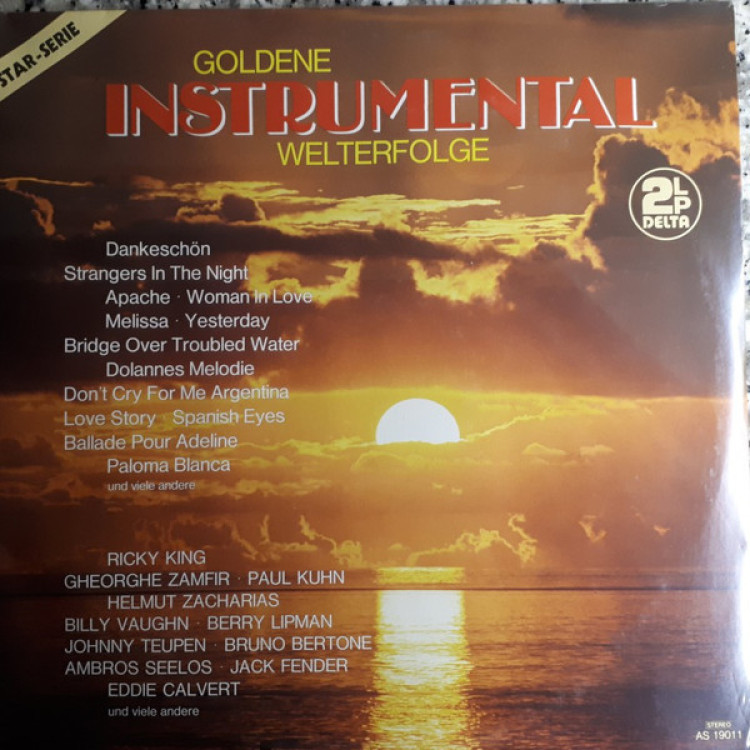 STAR-SERIE
GOLDENE
INSTRUMENTAL
WELTERFOLGE
2LP
DELTA
Dankeschön
Strangers In The Night
Apache · Woman In Love
Melissa · Yesterday
Bridge Over Troubled Water
Dolannes Melodie
Don't Cry For Me Argentina
Love Story · Spanish Eyes
Ballade Pour Adeline
Paloma Blanca
und viele andere
RICKY KING
GHEORGHE ZAMFIR · PAUL KUHN
HELMUT ZACHARIAS
BILLY VAUGHN · BERRY LIPMAN
JOHNNY TEUPEN · BRUNO BERTONE
AMBROS SEELOS · JACK FENDER
EDDIE CALVERT
und viele andere
STEREO
AS 19011